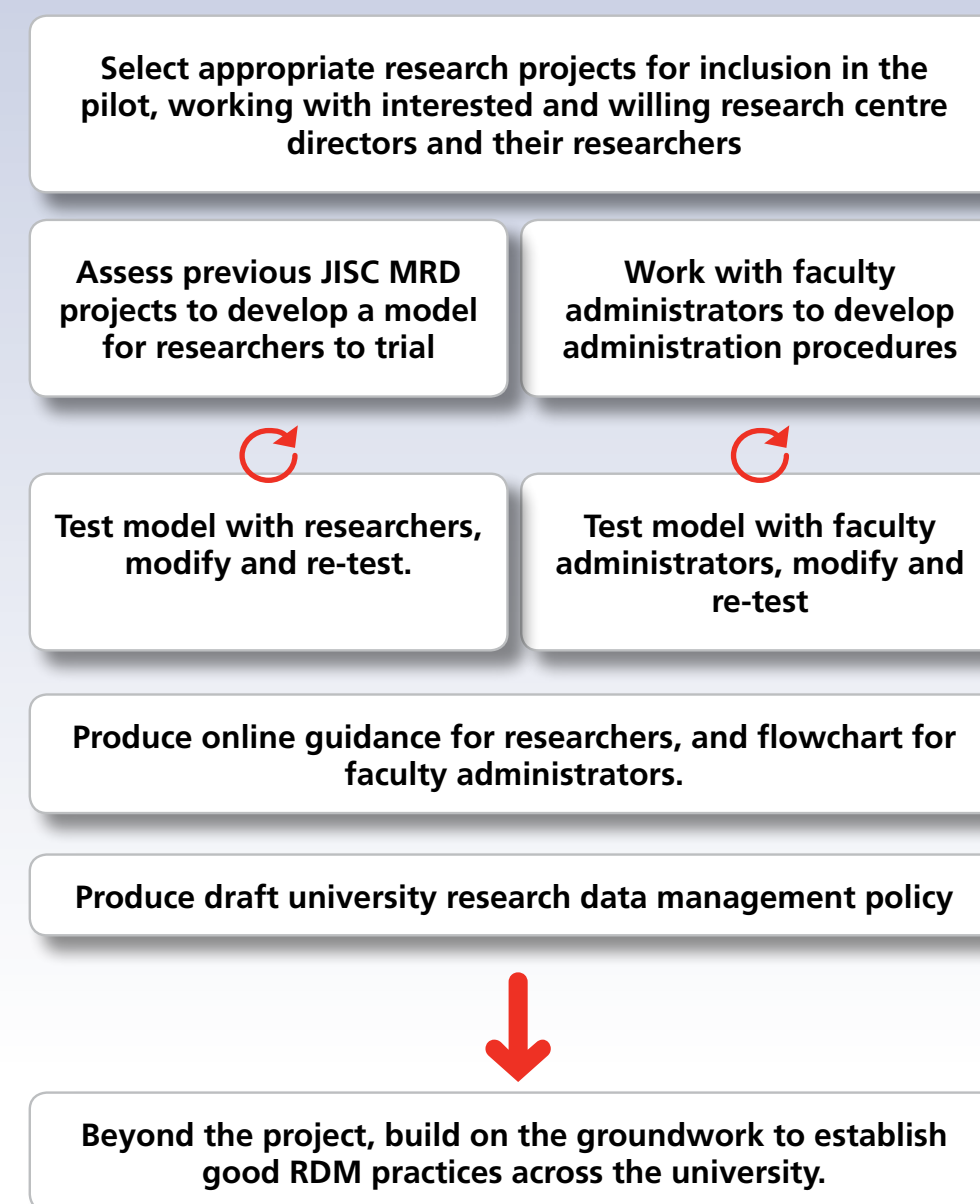 Select appropriate research projects for inclusion in the
pilot, working with interested and willing research centre
directors and their researchers
Assess previous JISC MRD
projects to develop a model
for researchers to trial
Work with faculty
administrators to develop
administration procedures
Test model with researchers,
modify and re-test.
Test model with faculty
administrators, modify and
re-test
Produce online guidance for researchers, and flowchart for
faculty administrators.
Produce draft university research data management policy
Beyond the project, build on the groundwork to establish
good RDM practices across the university.